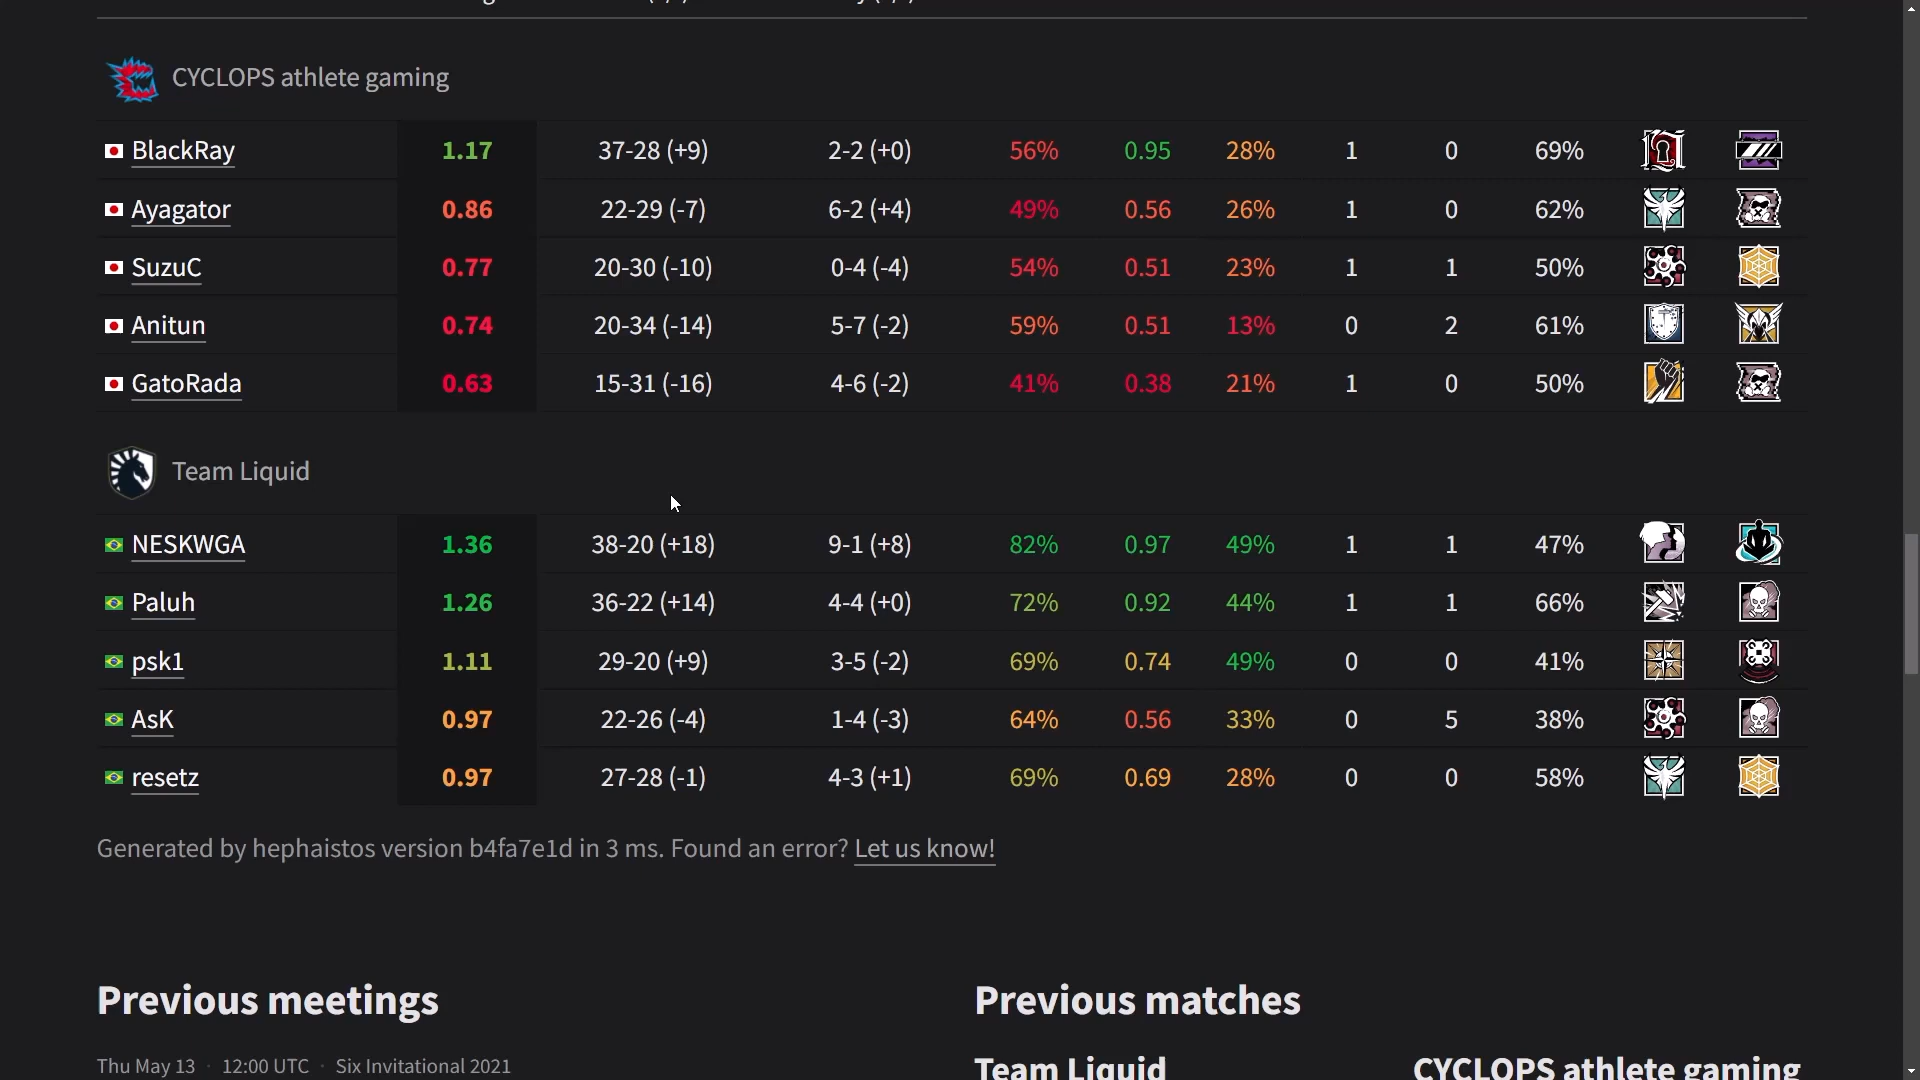 CYCLOPS athlete gaming
BlackRay 1.17 37-28 (+9) 2-2 (+0) 56% 0.95 28% 1 0 69%
Ayagator 0.86 22-29 (-7) 6-2 (+4) 49% 0.56 26% 1 0 62%
SuzuC 0.77 20-30 (-10) 0-4 (-4) 54% 0.51 23% 1 1 50%
Anitun 0.74 20-34 (-14) 5-7 (-2) 59% 0.51 13% 0 2 61%
GatoRada 0.63 15-31 (-16) 4-6 (-2) 41% 0.38 21% 1 0 50%
Team Liquid
NESKWGA 1.36 38-20 (+18) 9-1 (+8) 82% 0.97 49% 1 1 47%
Paluh 1.26 36-22 (+14) 4-4 (+0) 72% 0.92 44% 1 1 66%
psk1 1.11 29-20 (+9) 3-5 (-2) 69% 0.74 49% 0 0 41%
AsK 0.97 22-26 (-4) 1-4 (-3) 64% 0.56 33% 0 5 38%
resetz 0.97 27-28 (-1) 4-3 (+1) 69% 0.69 28% 0 0 58%
Generated by hephaistos version b4fa7e1d in 3 ms. Found an error? Let us know!
Previous meetings
Thu May 13 · 12:00 UTC · Six Invitational 2021
Previous matches
Team Liquid CYCLOPS athlete gaming